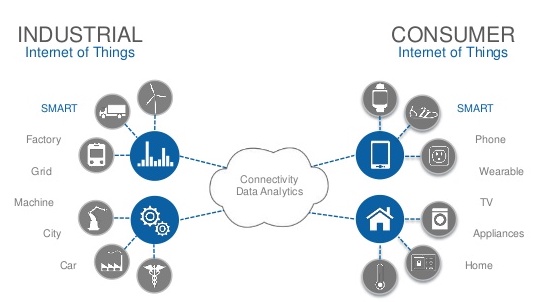 INDUSTRIAL
Internet of Things
CONSUMER
Internet of Things
SMART
Factory
Grid
Machine
City
Car
Connectivity
Data Analytics
SMART
Phone
Wearable
TV
Appliances
Home